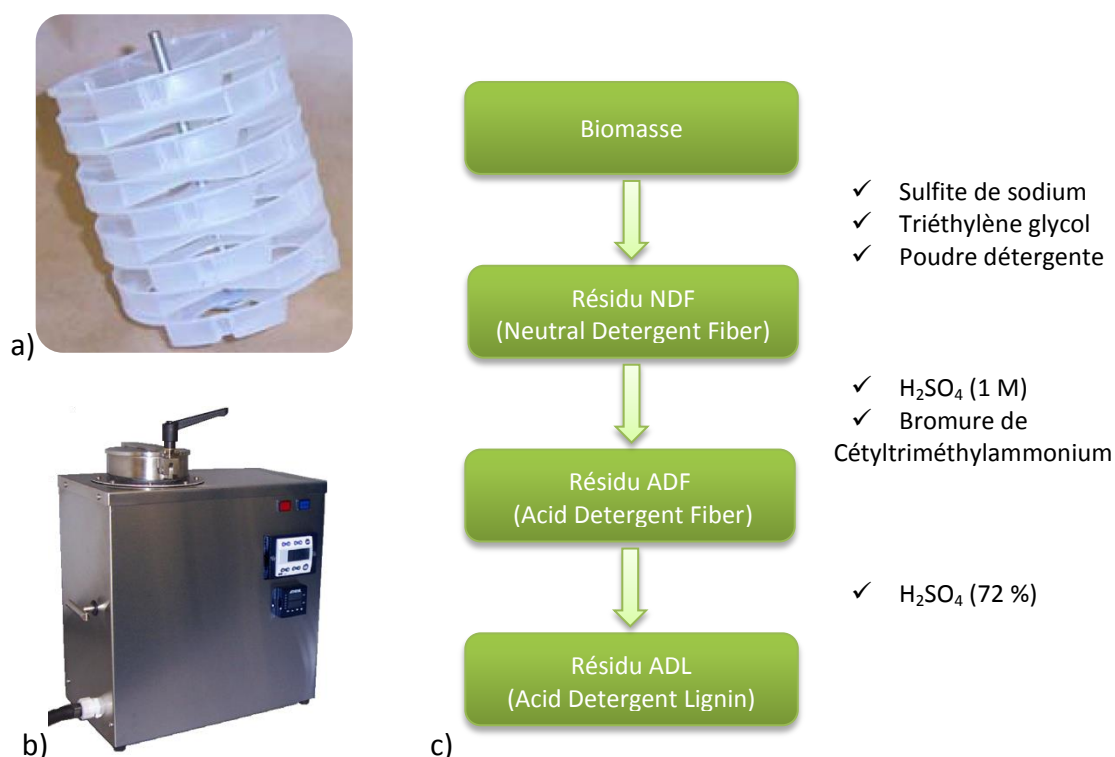 a)
b)
c)
Biomasse
✓ Sulfite de sodium
✓ Triéthylène glycol
✓ Poudre détergente
Résidu NDF
(Neutral Detergent Fiber)
✓ H₂SO₄ (1 M)
✓ Bromure de
Cétyltriméthylammonium
Résidu ADF
(Acid Detergent Fiber)
✓ H₂SO₄ (72 %)
Résidu ADL
(Acid Detergent Lignin)